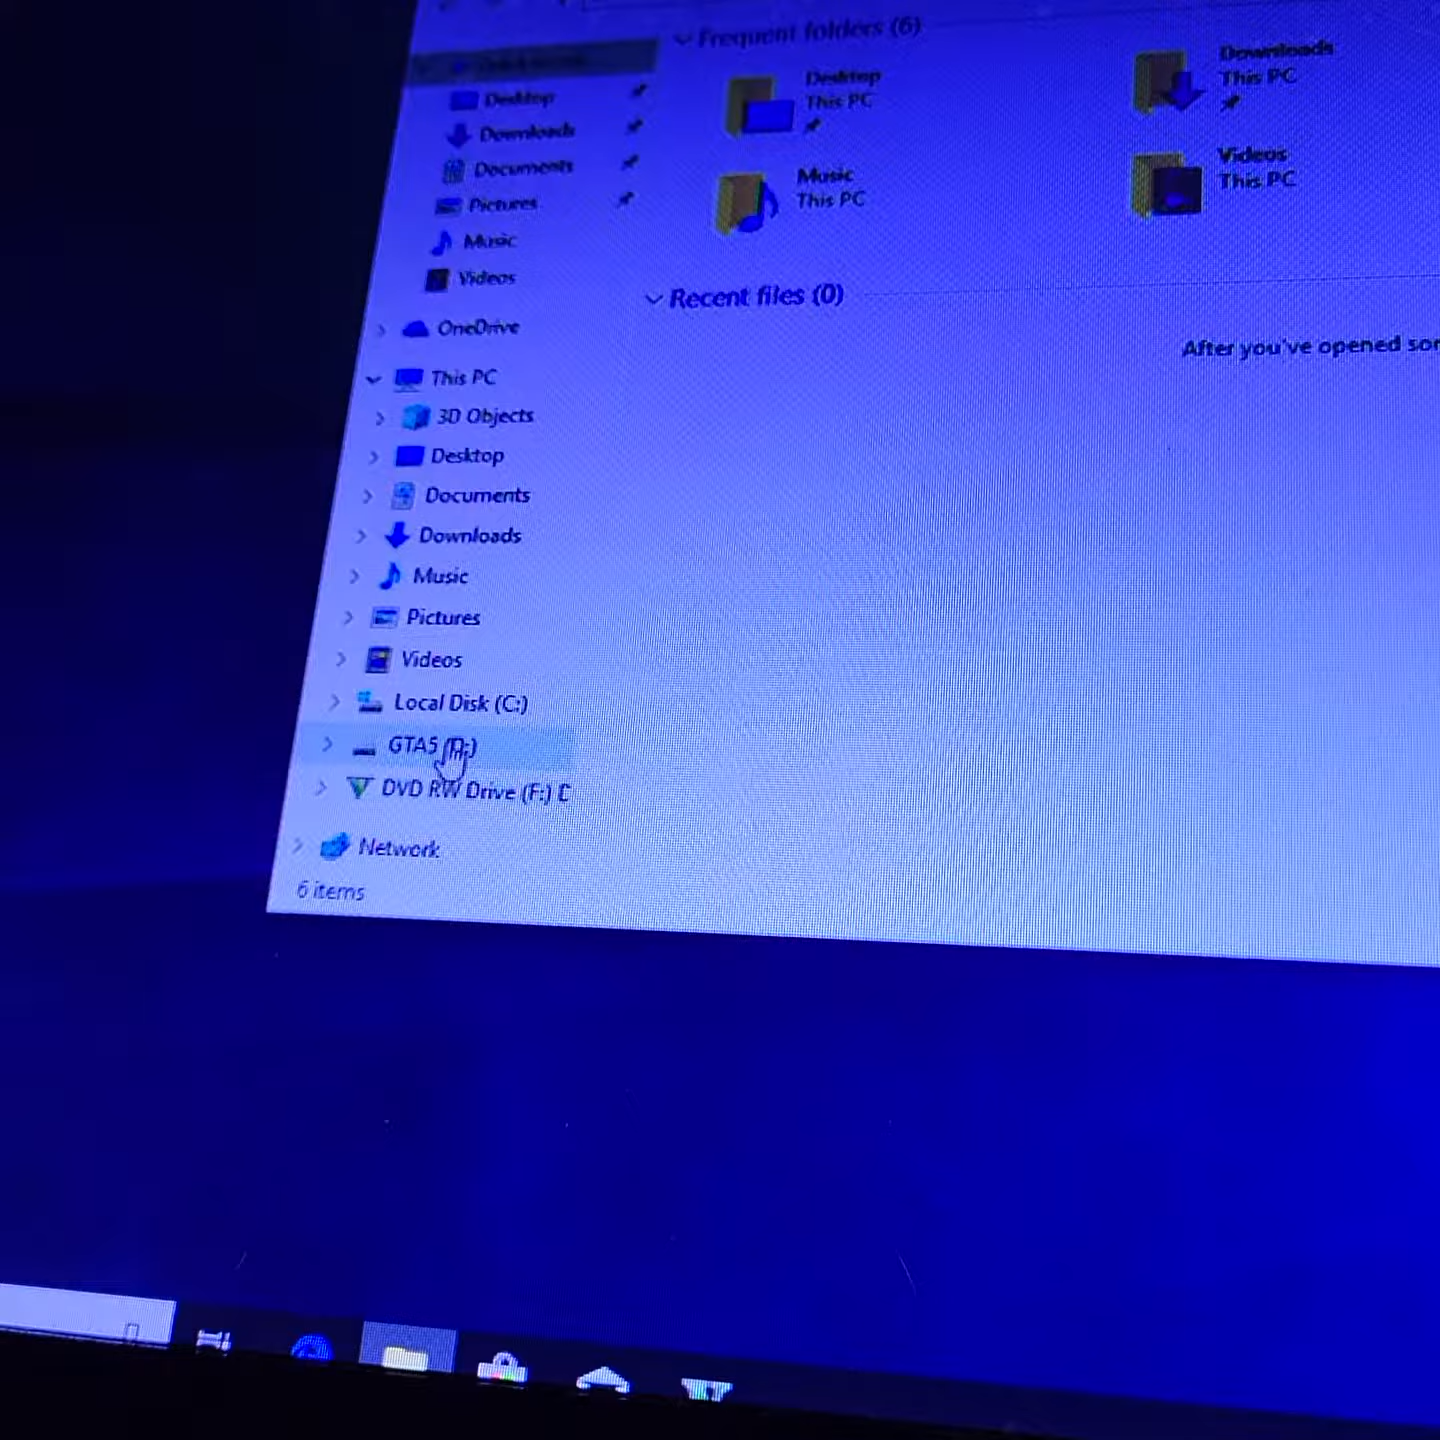 Frequent folders (6)
Desktop
This PC
Downloads
This PC
Music
This PC
Videos
This PC
Recent files (0)
After you've opened
Desktop
Downloads
Documents
Pictures
Music
Videos
OneDrive
This PC
3D Objects
Desktop
Documents
Downloads
Music
Pictures
Videos
Local Disk (C:)
GTA5
DVD RW Drive (F:) C
Network
6 items